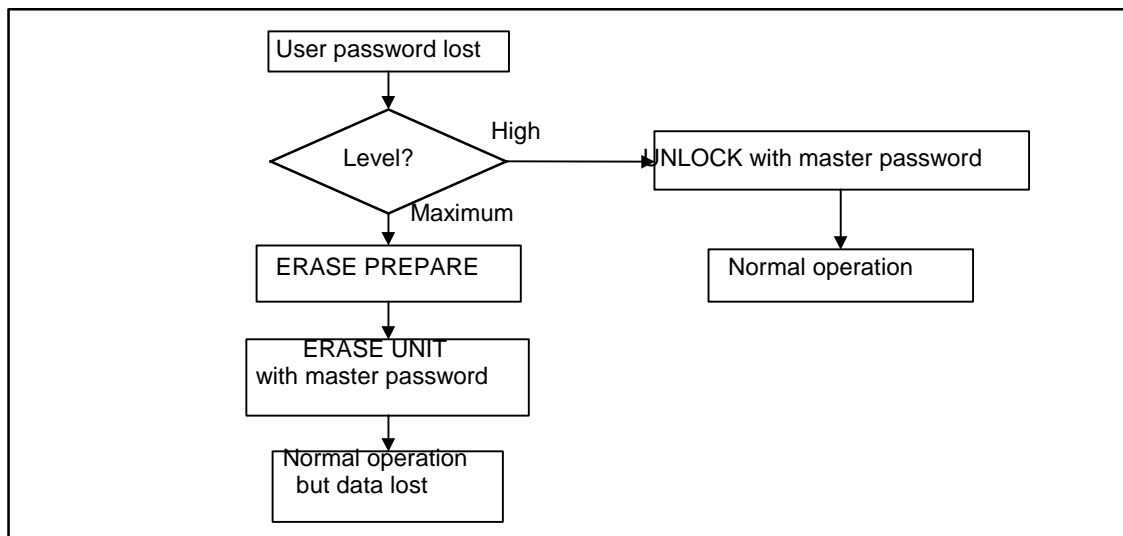 User password lost
Level?
High
UNLOCK with master password
Maximum
ERASE PREPARE
Normal operation
ERASE UNIT
with master password
Normal operation
but data lost